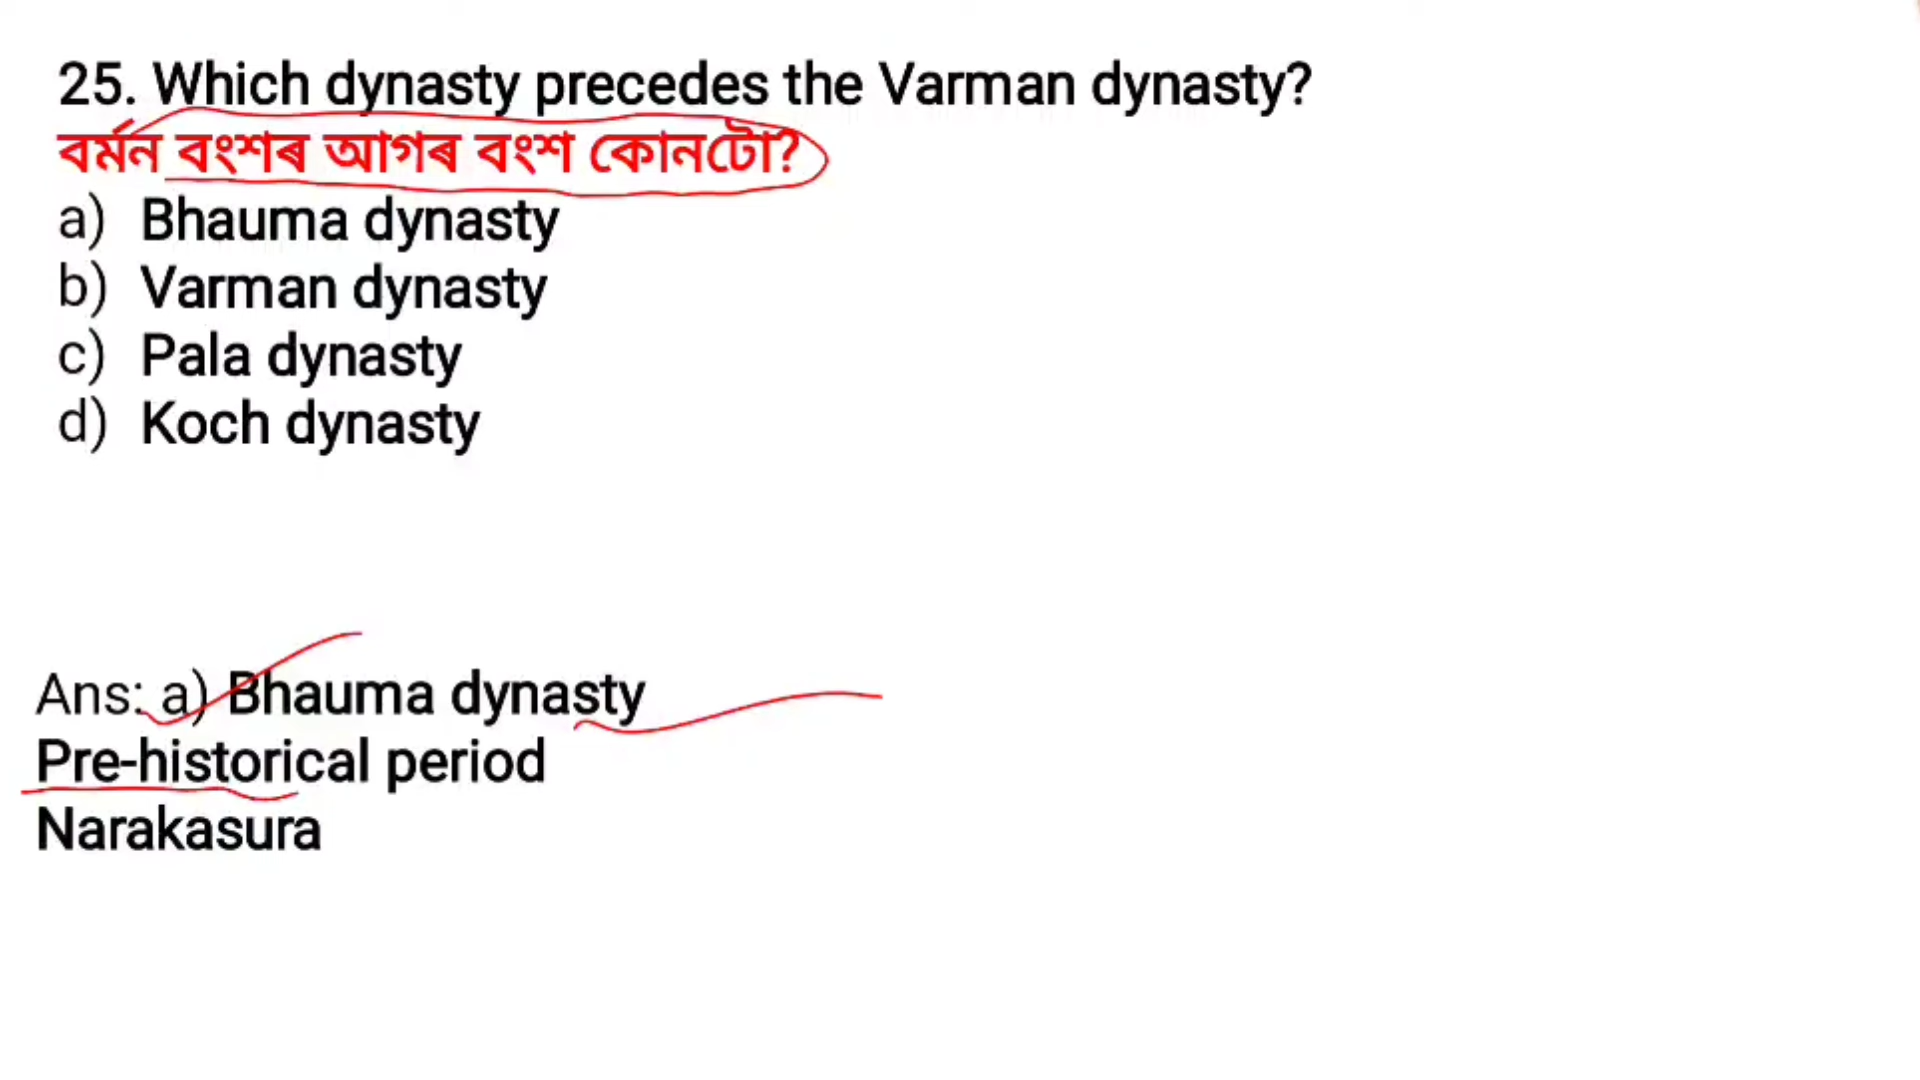 25. Which dynasty precedes the Varman dynasty?
বৰ্মন বংশৰ আগৰ বংশ কোনটো?
a) Bhauma dynasty
b) Varman dynasty
c) Pala dynasty
d) Koch dynasty
Ans: a) Bhauma dynasty
Pre-historical period
Narakasura